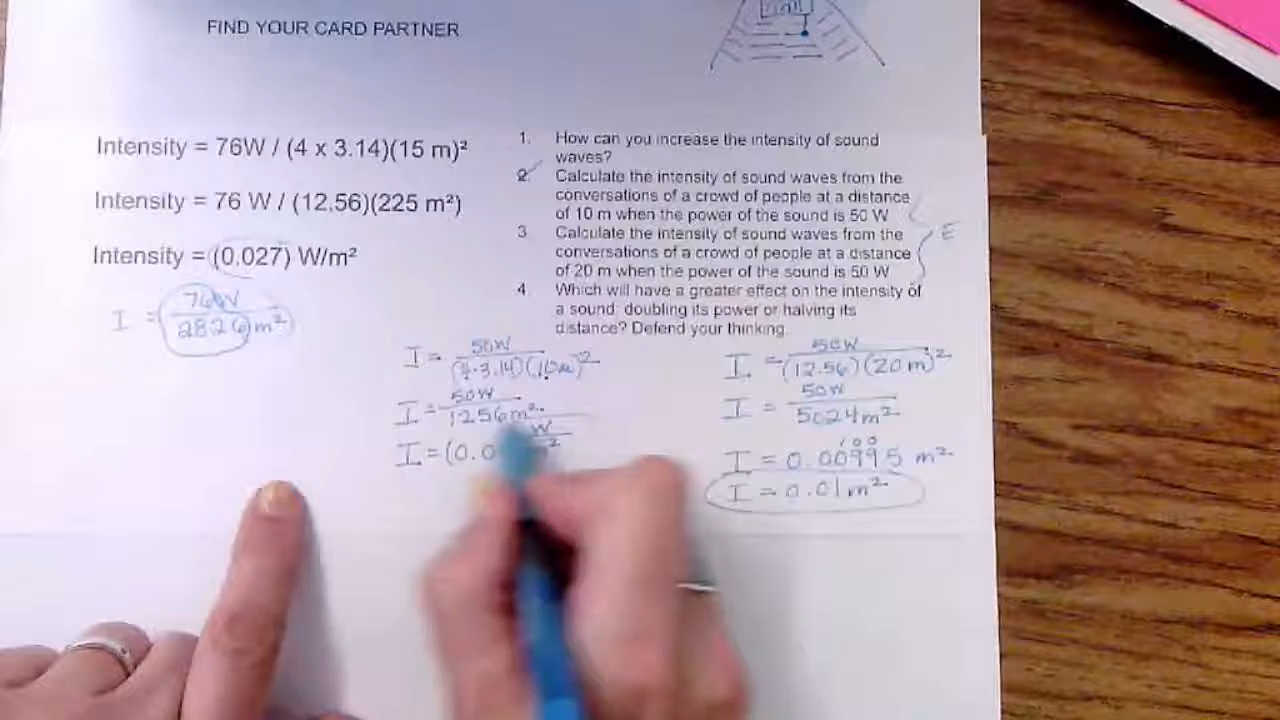 FIND YOUR CARD PARTNER
Intensity = 76W / (4 x 3.14)(15 m)²
Intensity = 76 W / (12.56)(225 m²)
Intensity = (0.027) W/m²
I = 76W
2826 m²
1. How can you increase the intensity of sound
waves?
2. Calculate the intensity of sound waves from the
conversations of a crowd of people at a distance
of 10 m when the power of the sound is 50 W
3. Calculate the intensity of sound waves from the
conversations of a crowd of people at a distance
of 20 m when the power of the sound is 50 W
E
4. Which will have a greater effect on the intensity of
a sound: doubling its power or halving its
distance? Defend your thinking.
I = 50W
(4·3.14)(10m)²
I = 50W
1256m²
I = (0.0
W
m²
I = 50W
(12.56)(20m)²
I = 50W
5024m²
I = 0.00995 m²
I = 0.01m²